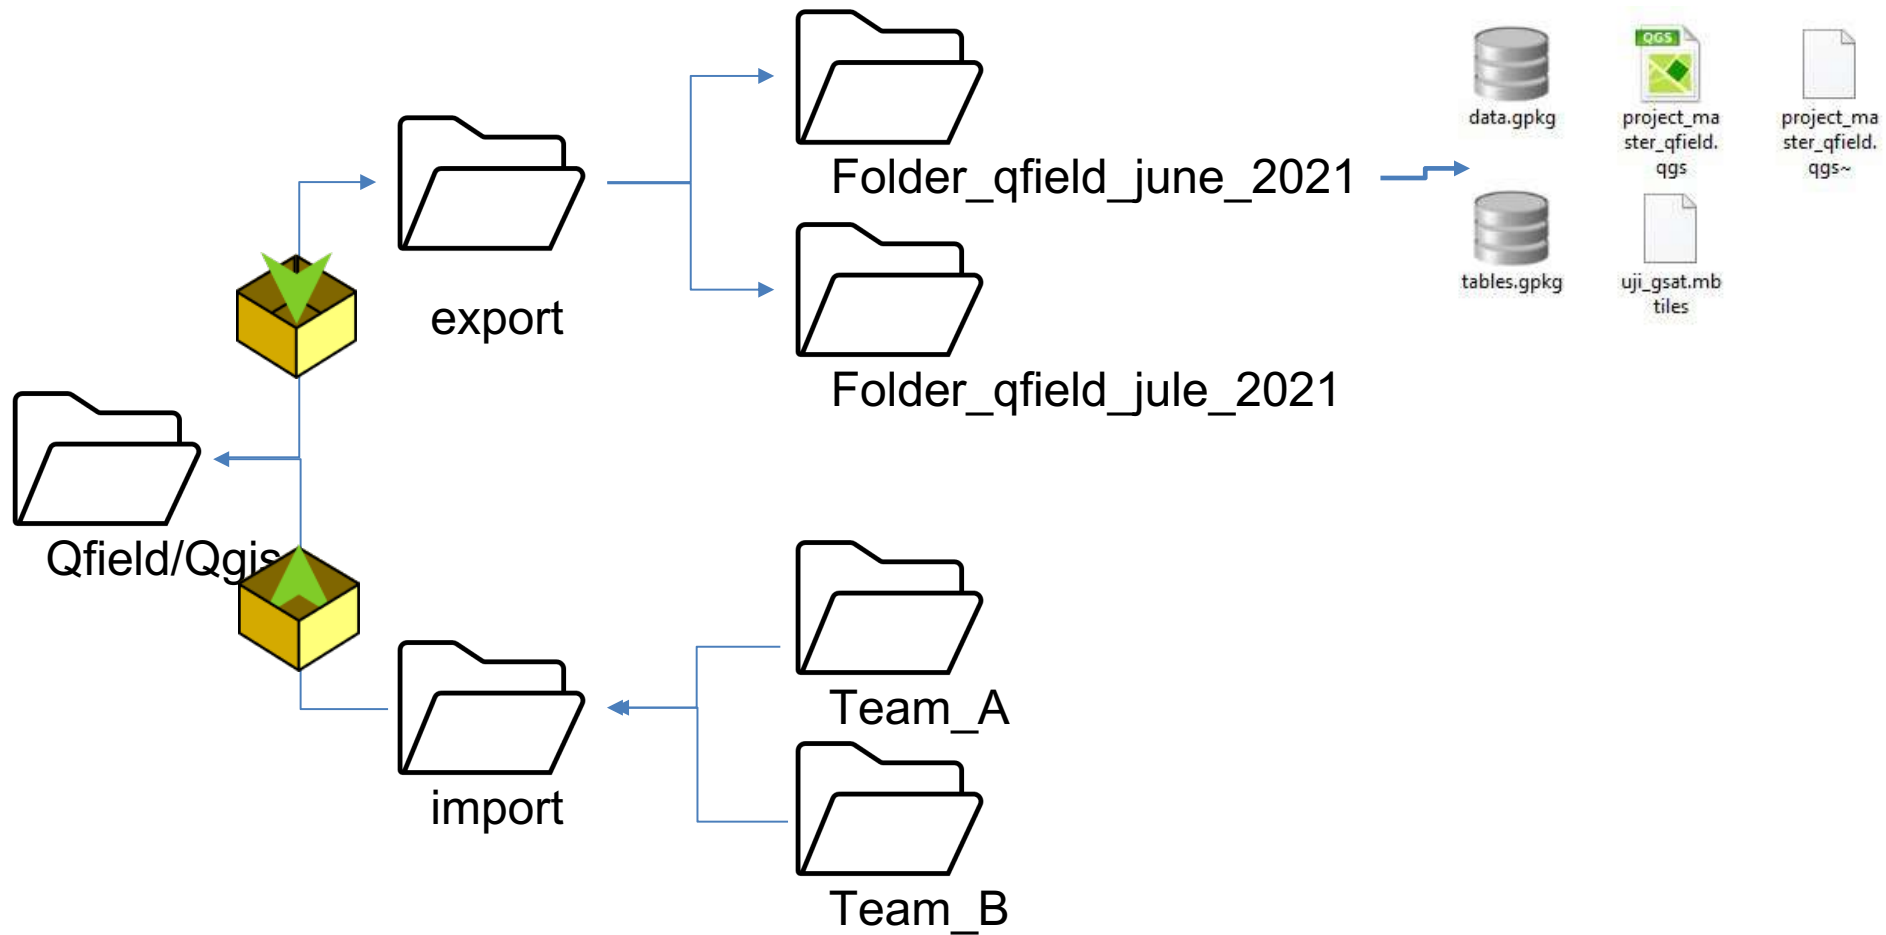 data.gpkg
QGS
project_ma
ster_qfield.
qgs
project_ma
ster_qfield.
qgs~
Folder_qfield_june_2021
tables.gpkg
uji_gsat.mb
tiles
export
Folder_qfield_jule_2021
Qfield/Qgis
Team_A
import
Team_B